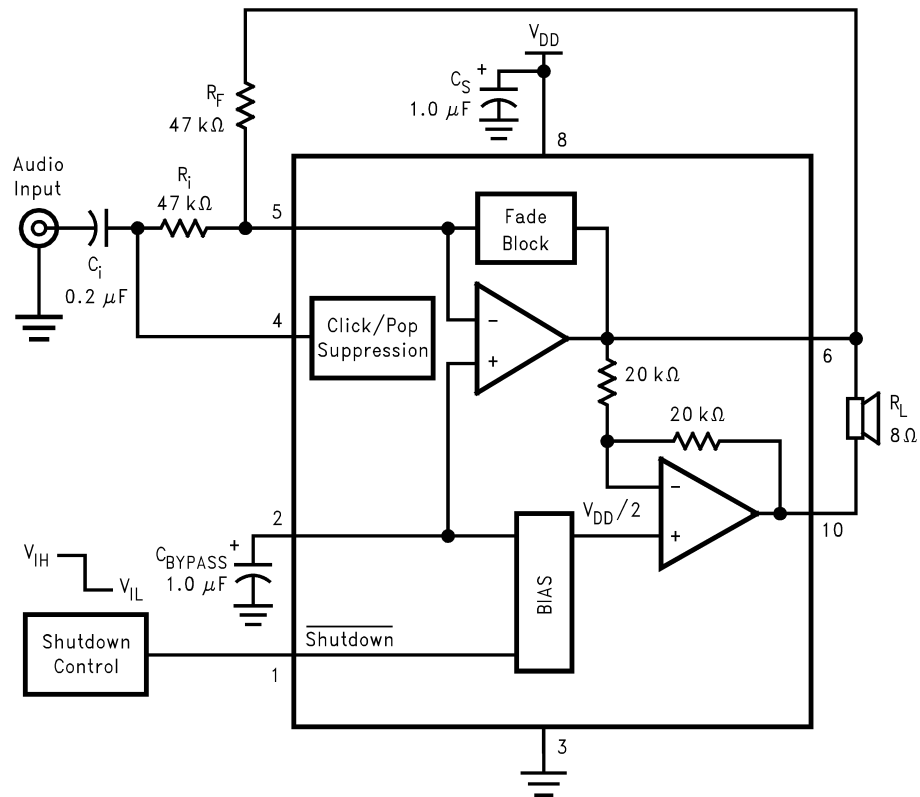 V_DD
C_S +
1.0 μF
8
R_F
47 kΩ
Audio
Input
R_i
47 kΩ
5
Fade
Block
C_i
0.2 μF
4
Click/Pop
Suppression
−
+
6
20 kΩ
20 kΩ
R_L
8 Ω
2
V_DD/2
−
+
10
C_BYPASS +
1.0 μF
V_IH
V_IL
BIAS
Shutdown
Control
S̅h̅u̅t̅d̅o̅w̅n̅
1
3